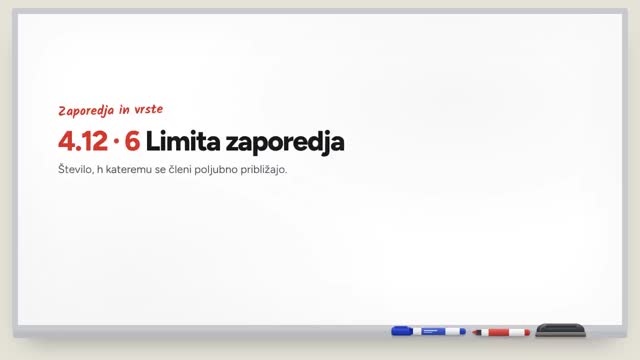 Zaporedja in vrste
4.12 · 6 Limita zaporedja
Število, h kateremu se členi poljubno približajo.